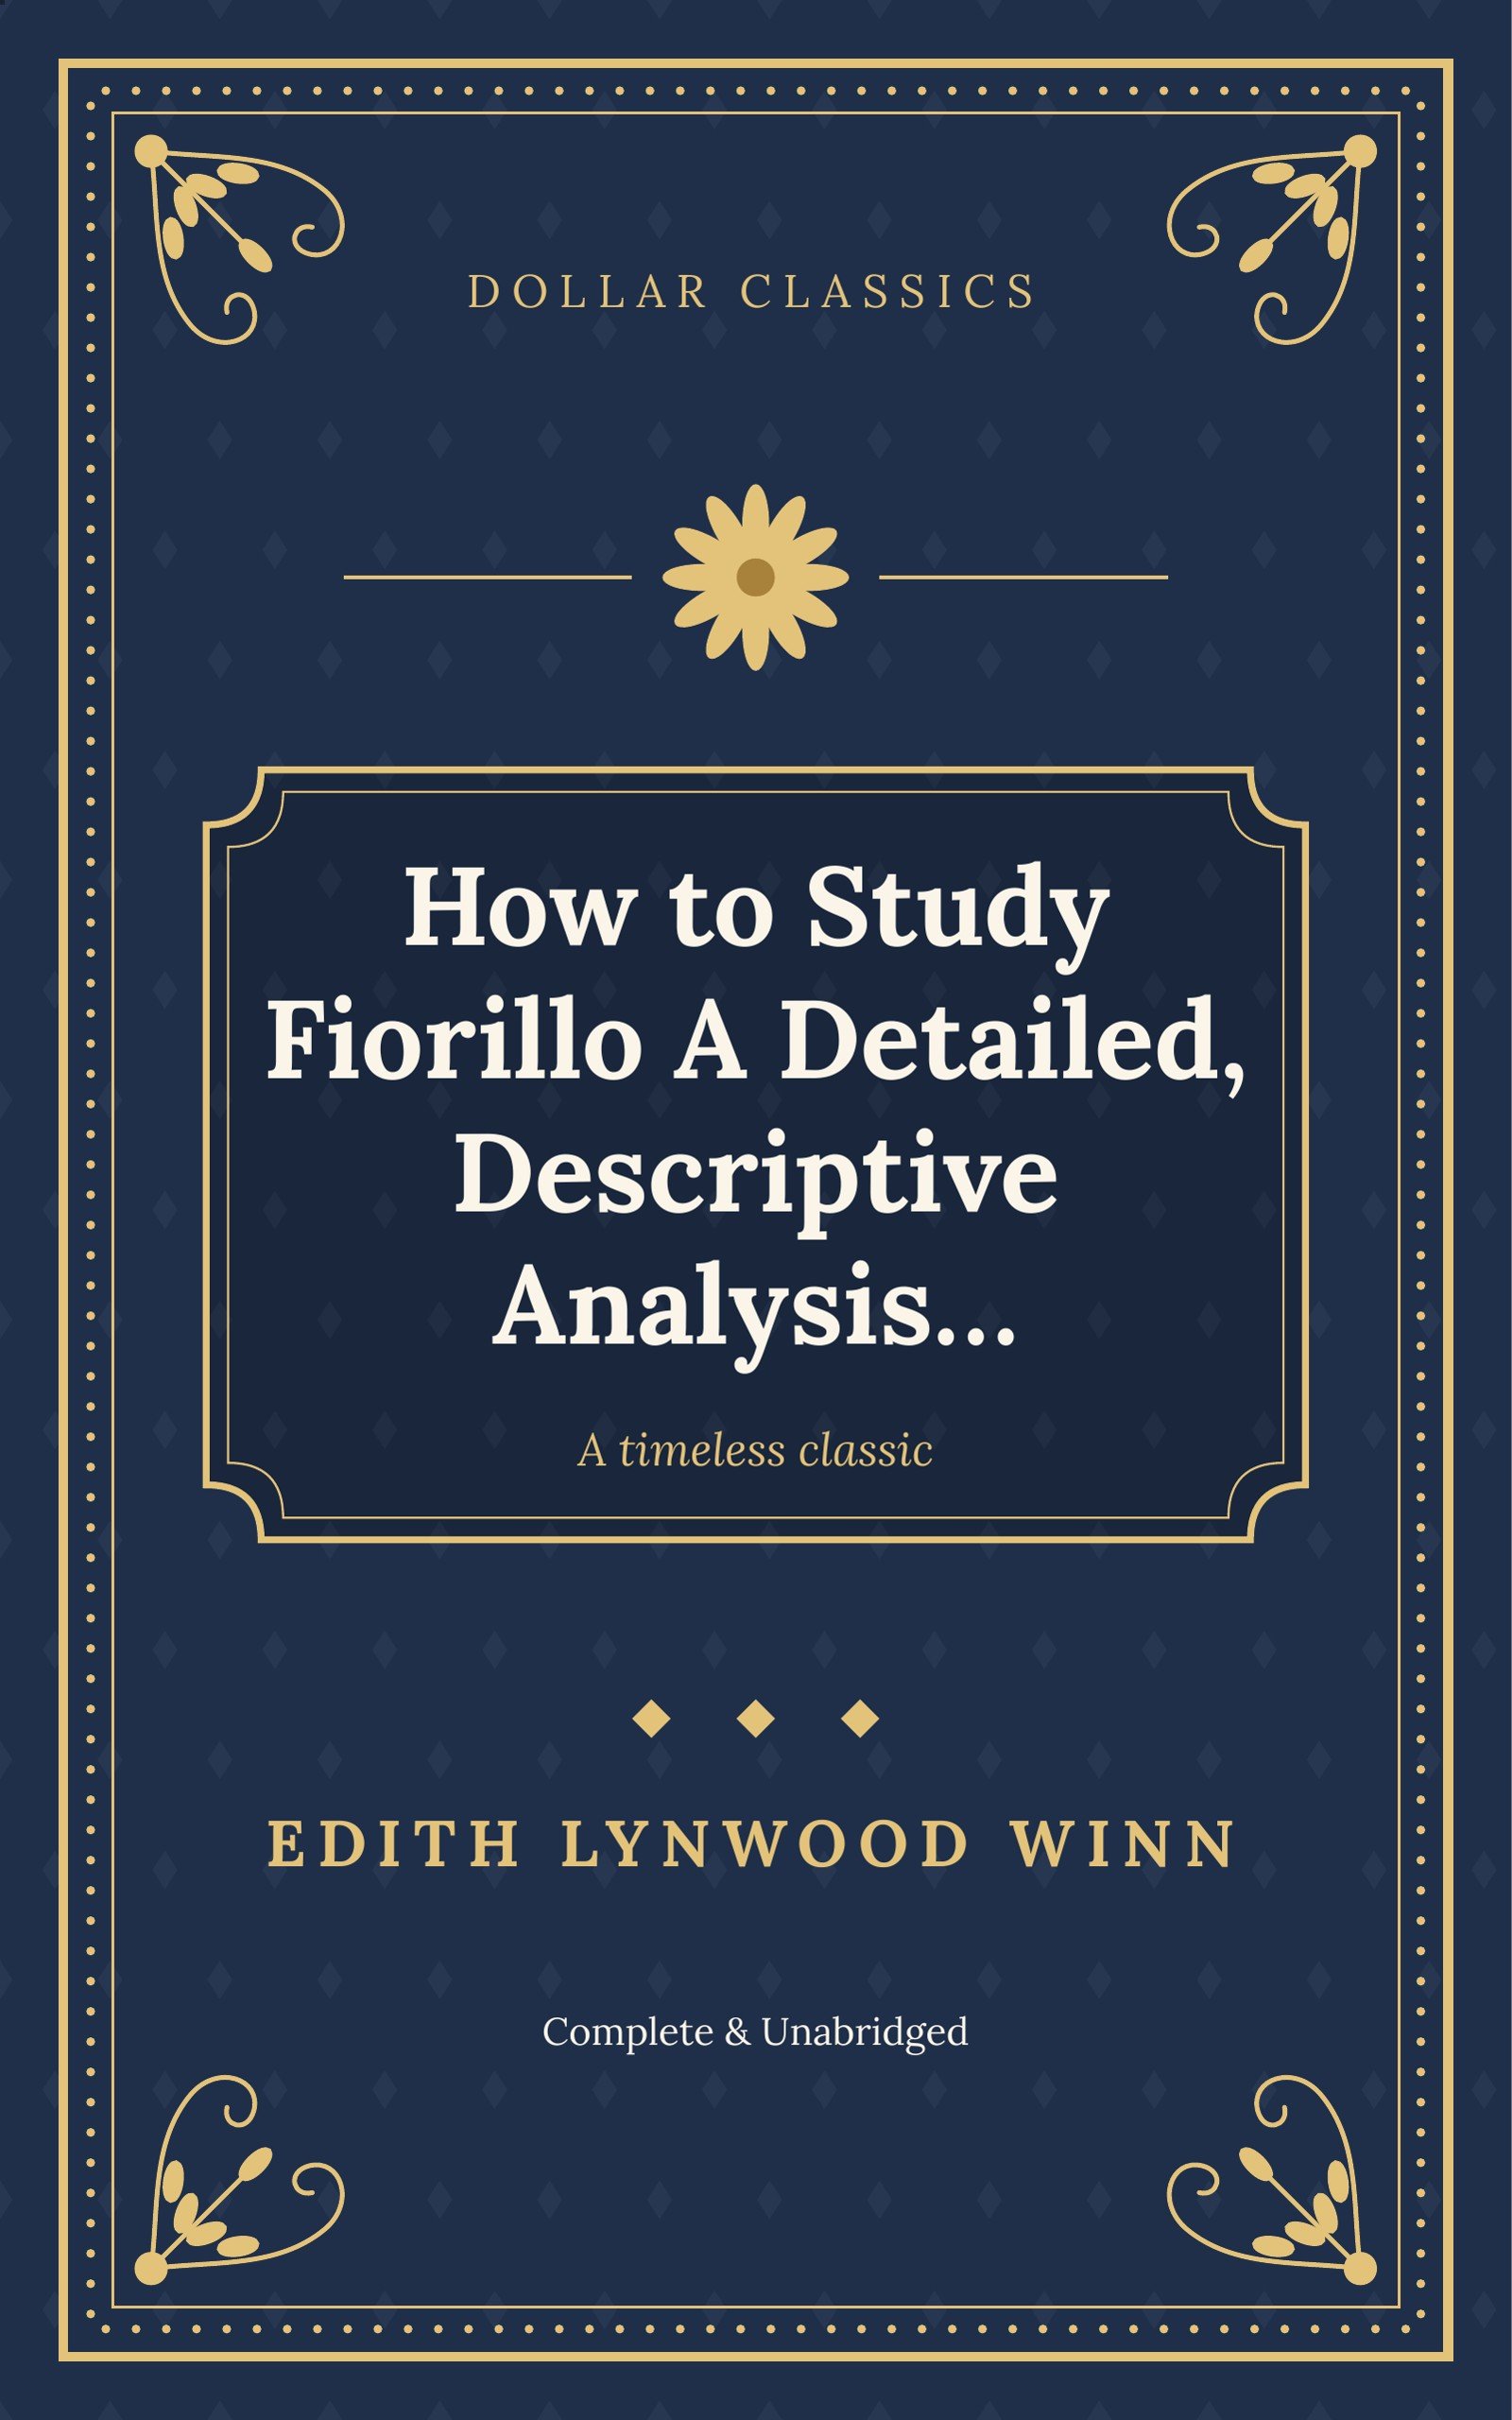 DOLLAR CLASSICS
How to Study
Fiorillo A Detailed,
Descriptive
Analysis...
A timeless classic
EDITH LYNWOOD WINN
Complete & Unabridged